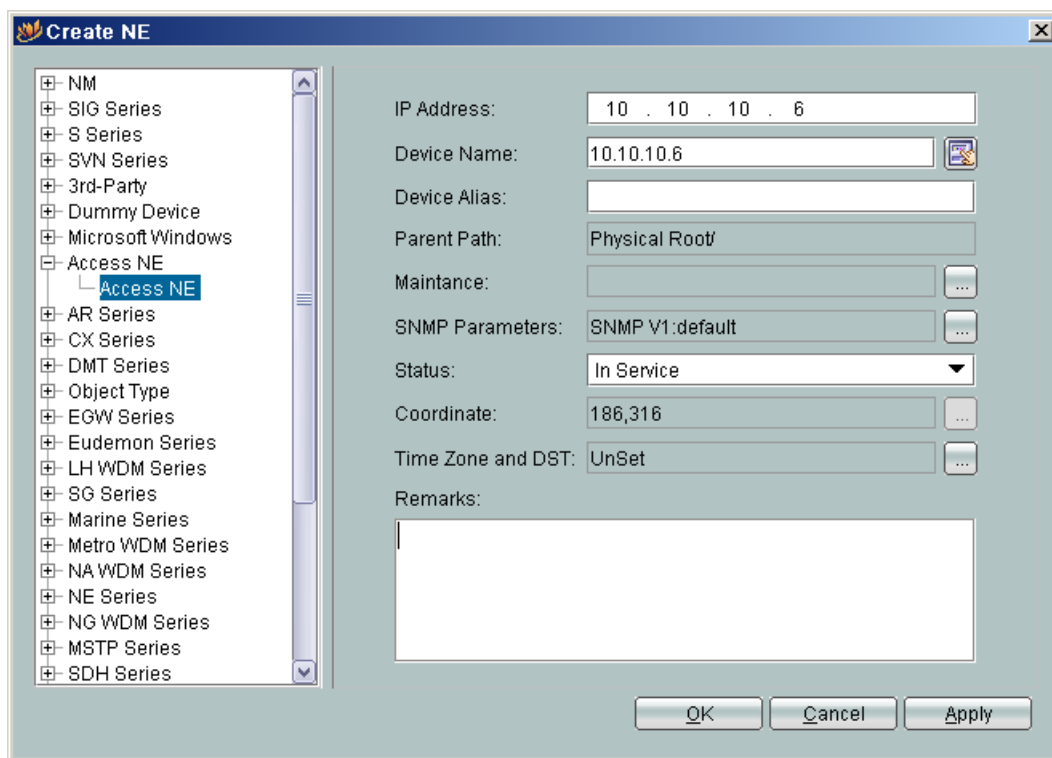 Create NE
NM
SIG Series
S Series
SVN Series
3rd-Party
Dummy Device
Microsoft Windows
Access NE
Access NE
AR Series
CX Series
DMT Series
Object Type
EGW Series
Eudemon Series
LH WDM Series
SG Series
Marine Series
Metro WDM Series
NA WDM Series
NE Series
NG WDM Series
MSTP Series
SDH Series
IP Address: 10 . 10 . 10 . 6
Device Name: 10.10.10.6
Device Alias:
Parent Path: Physical Root/
Maintance: ...
SNMP Parameters: SNMP V1:default ...
Status: In Service
Coordinate: 186,316 ...
Time Zone and DST: UnSet ...
Remarks:
OK Cancel Apply